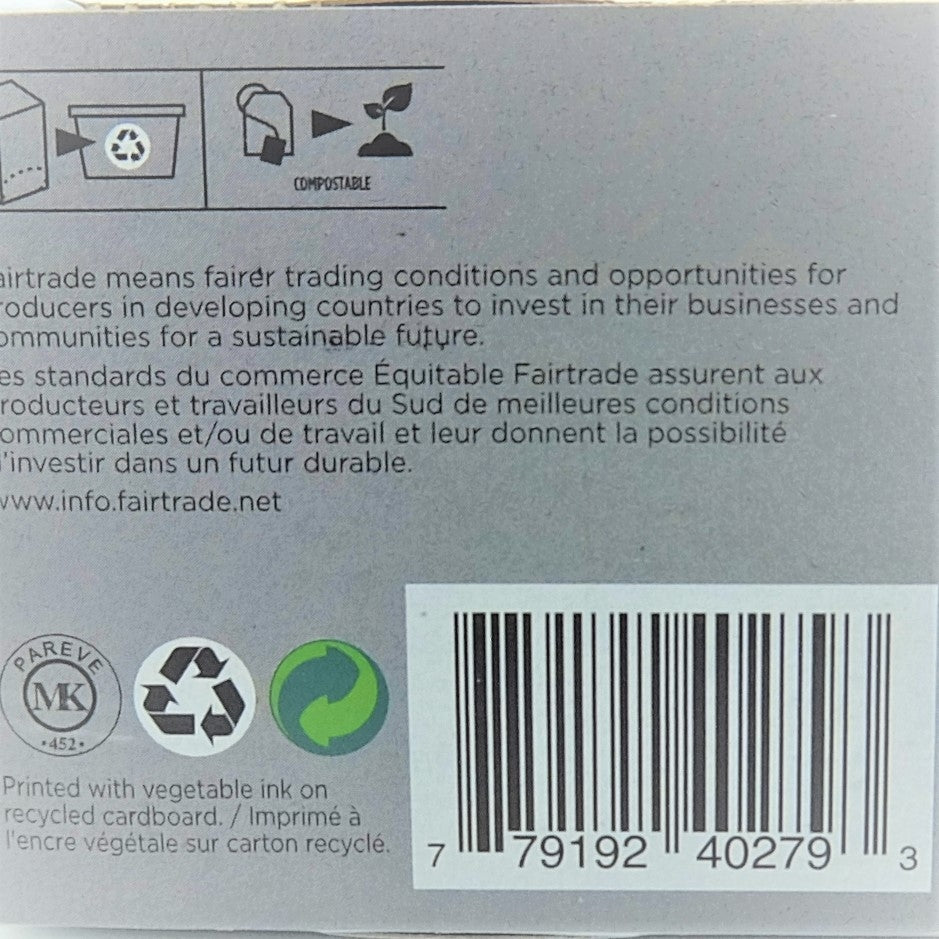 COMPOSTABLE
airtrade means fairer trading conditions and opportunities for
roducers in developing countries to invest in their businesses and
ommunities for a sustainable future.
es standards du commerce Équitable Fairtrade assurent aux
roducteurs et travailleurs du Sud de meilleures conditions
ommerciales et/ou de travail et leur donnent la possibilité
d'investir dans un futur durable.
www.info.fairtrade.net
PAREVE
MK
•452•
Printed with vegetable ink on
recycled cardboard. / Imprimé à
l'encre végétale sur carton recyclé.
7 79192 40279 3